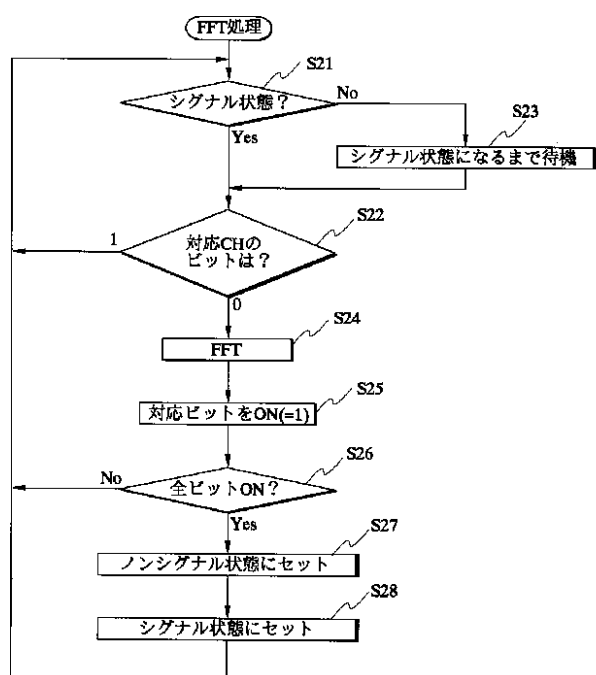 FFT処理
S21
シグナル状態？
No
Yes
S23
シグナル状態になるまで待機
S22
1
対応CHの
ビットは？
0
S24
FFT
S25
対応ビットをON(=1)
S26
No
全ビットON？
Yes
S27
ノンシグナル状態にセット
S28
シグナル状態にセット